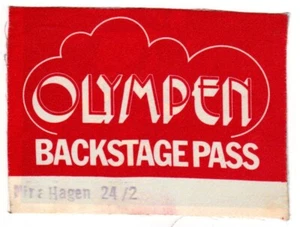 OLYMPEN
BACKSTAGE PASS
Hagen 24/2